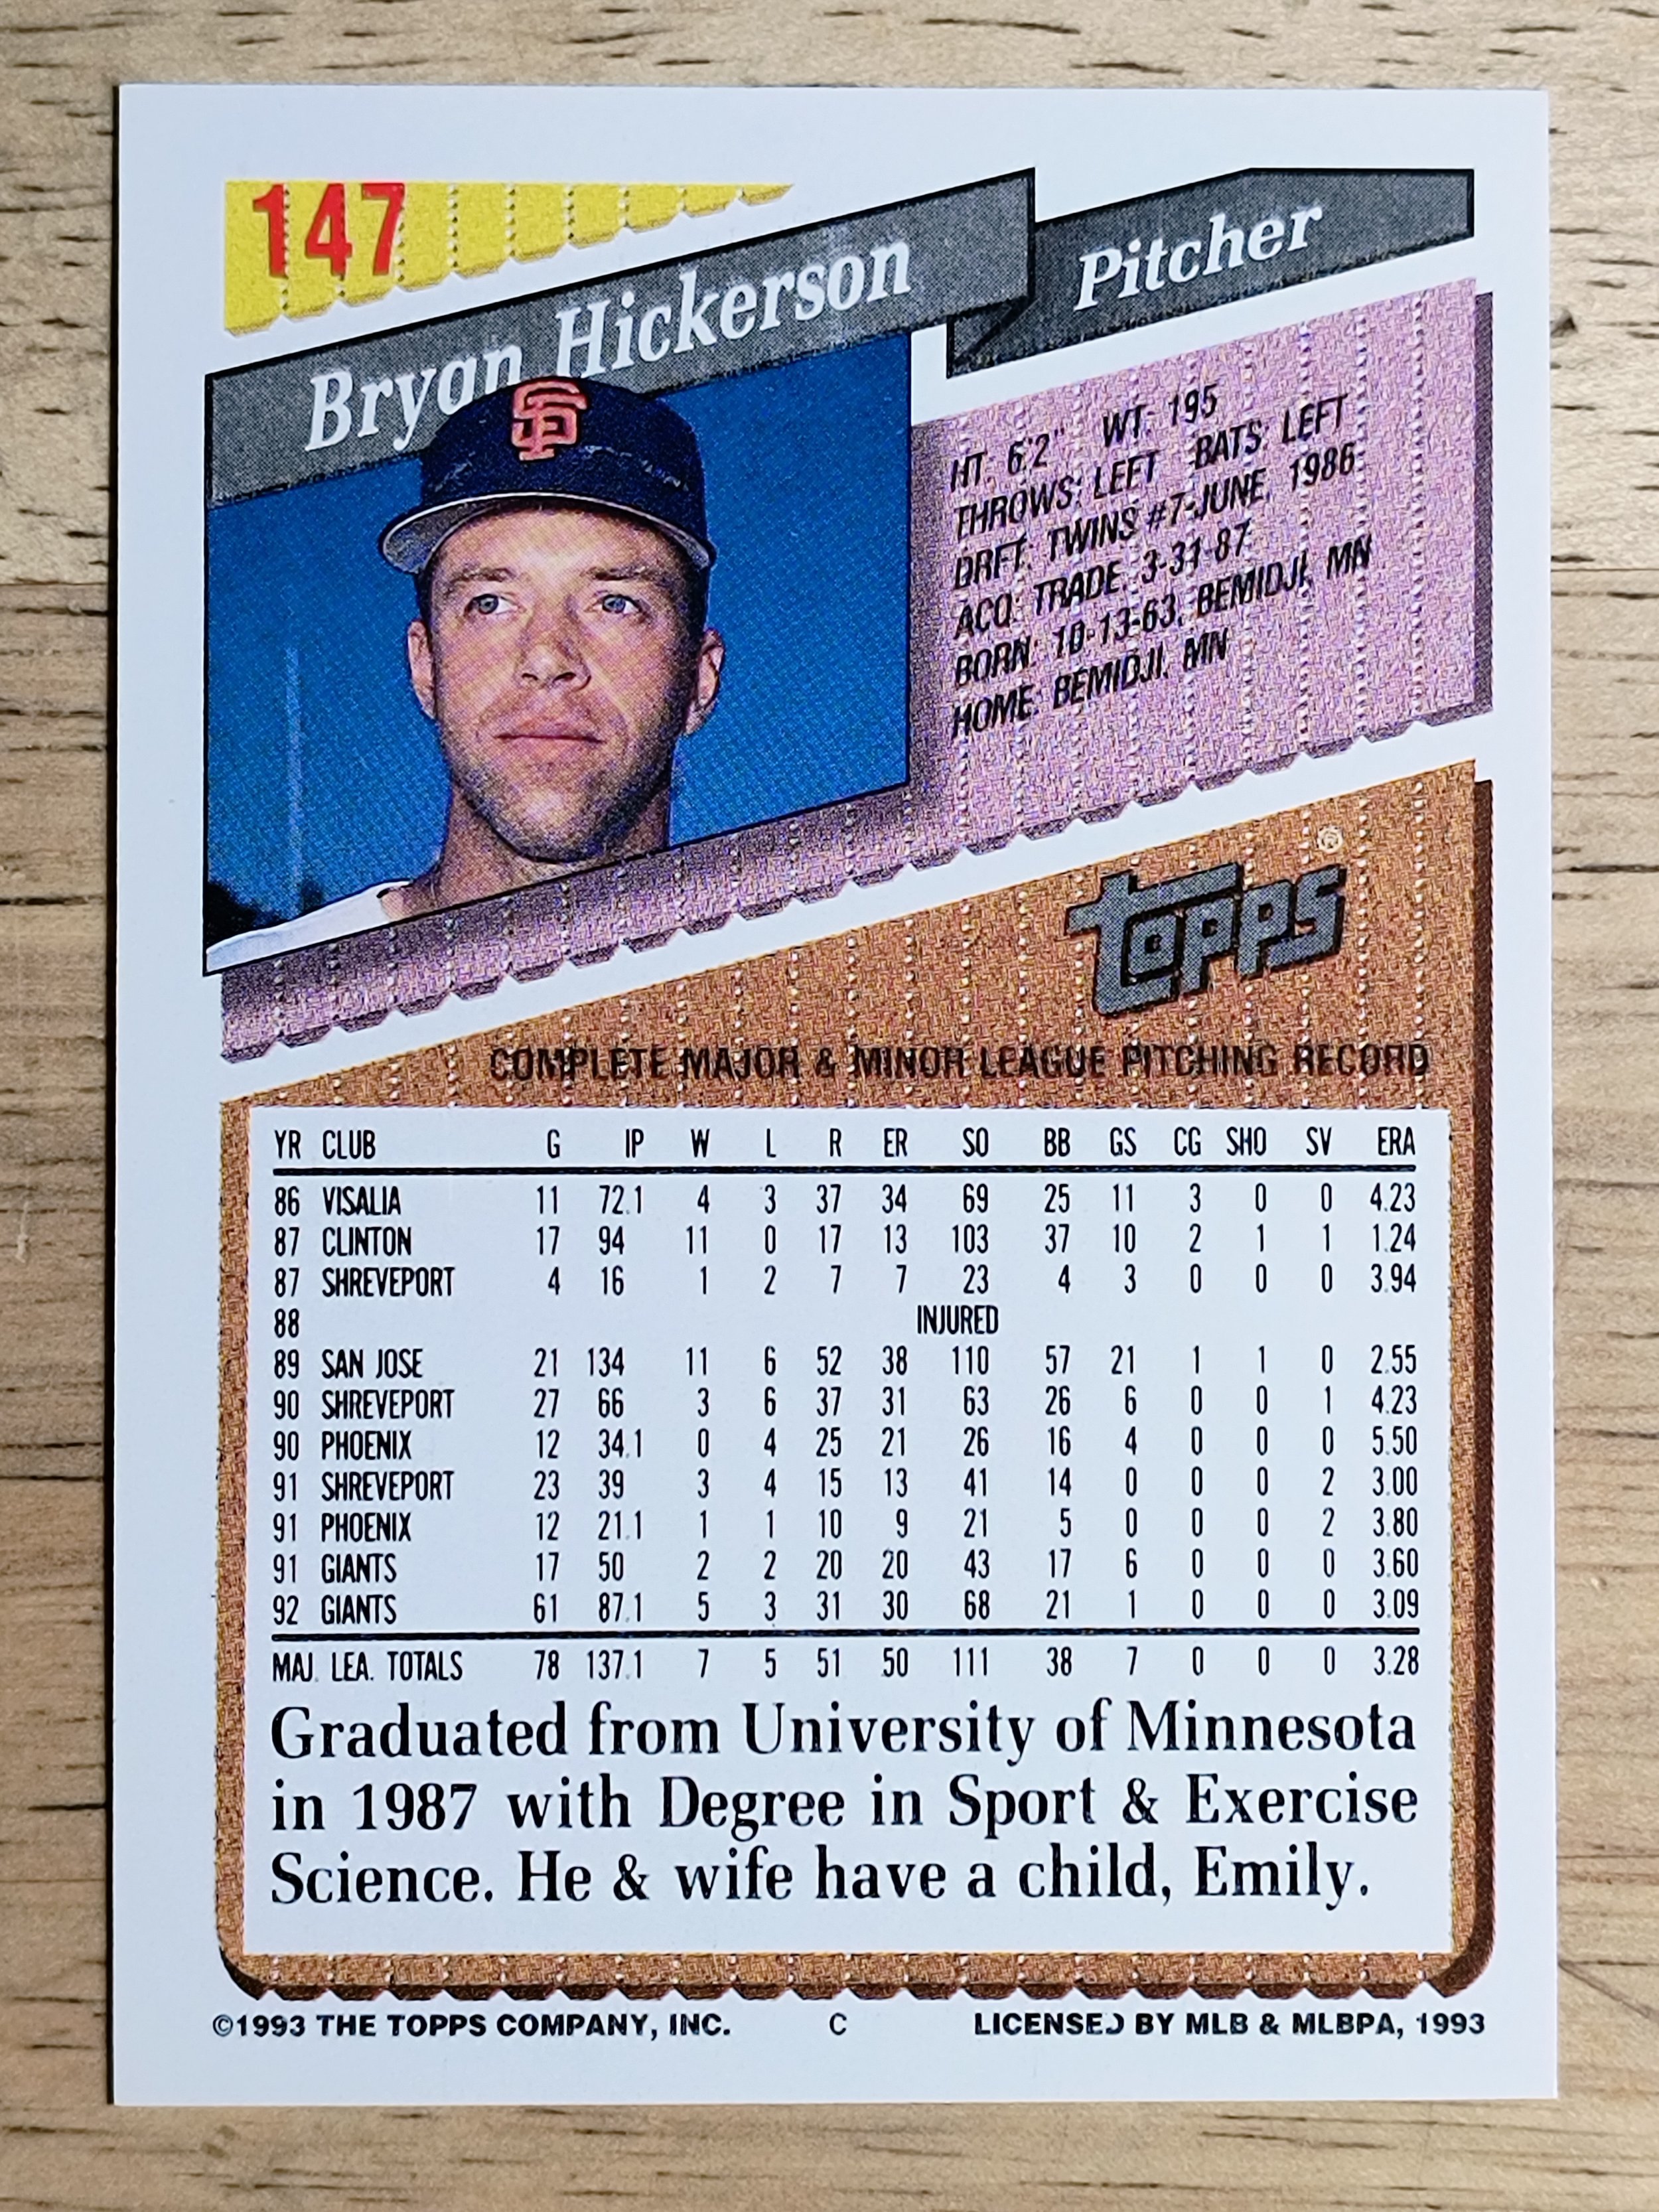 147
Bryan Hickerson
Pitcher
SF
HT: 6'2" WT: 195
THROWS: LEFT BATS: LEFT
DRFT: TWINS #7-JUNE, 1986
ACQ: TRADE, 3-31-87
BORN: 10-13-63, BEMIDJI, MN
HOME: BEMIDJI, MN
®
TOPPS
COMPLETE MAJOR & MINOR LEAGUE PITCHING RECORD
YR CLUB G IP W L R ER SO BB GS CG SHO SV ERA
86 VISALIA 11 72.1 4 3 37 34 69 25 11 3 0 0 4.23
87 CLINTON 17 94 11 0 17 13 103 37 10 2 1 1 1.24
87 SHREVEPORT 4 16 1 2 7 7 23 4 3 0 0 0 3.94
88 INJURED
89 SAN JOSE 21 134 11 6 52 38 110 57 21 1 1 0 2.55
90 SHREVEPORT 27 66 3 6 37 31 63 26 6 0 0 1 4.23
90 PHOENIX 12 34.1 0 4 25 21 26 16 4 0 0 0 5.50
91 SHREVEPORT 23 39 3 4 15 13 41 14 0 0 0 2 3.00
91 PHOENIX 12 21.1 1 1 10 9 21 5 0 0 0 2 3.80
91 GIANTS 17 50 2 2 20 20 43 17 6 0 0 0 3.60
92 GIANTS 61 87.1 5 3 31 30 68 21 1 0 0 0 3.09
MAJ. LEA. TOTALS 78 137.1 7 5 51 50 111 38 7 0 0 0 3.28
Graduated from University of Minnesota
in 1987 with Degree in Sport & Exercise
Science. He & wife have a child, Emily.
©1993 THE TOPPS COMPANY, INC. C LICENSED BY MLB & MLBPA, 1993